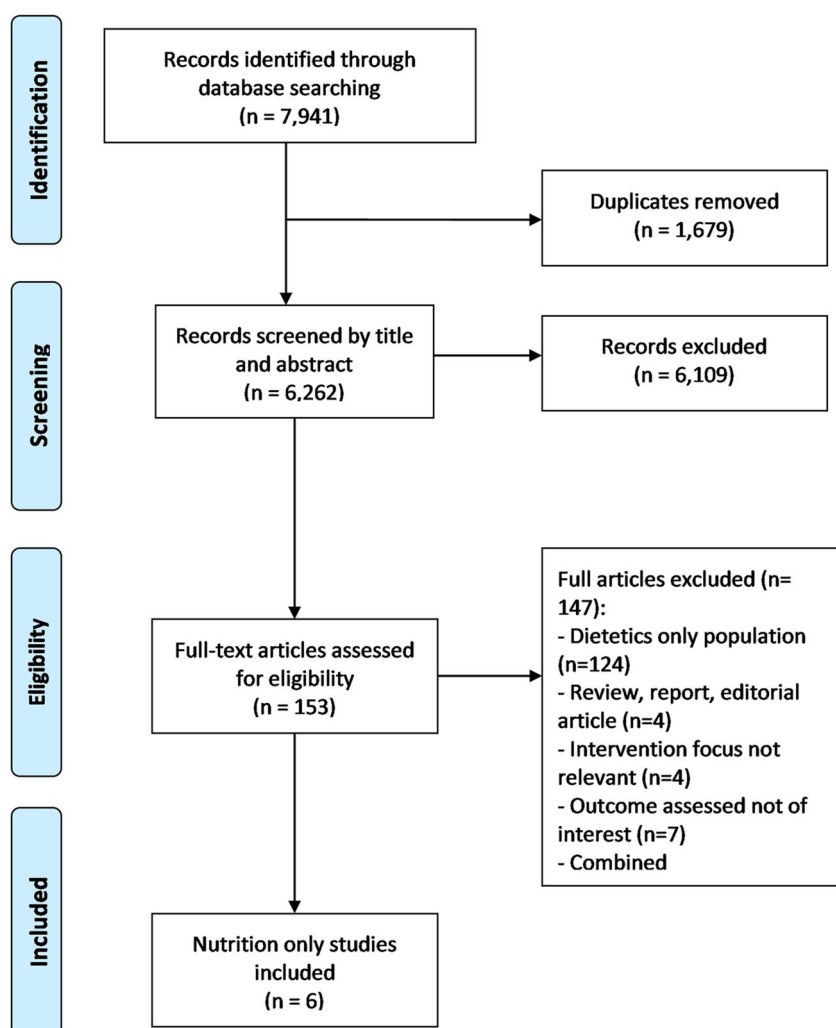 Identification
Records identified through
database searching
(n = 7,941)
Duplicates removed
(n = 1,679)
Screening
Records screened by title
and abstract
(n = 6,262)
Records excluded
(n = 6,109)
Eligibility
Full-text articles assessed
for eligibility
(n = 153)
Full articles excluded (n=
147):
- Dietetics only population
(n=124)
- Review, report, editorial
article (n=4)
- Intervention focus not
relevant (n=4)
- Outcome assessed not of
interest (n=7)
- Combined
Included
Nutrition only studies
included
(n = 6)